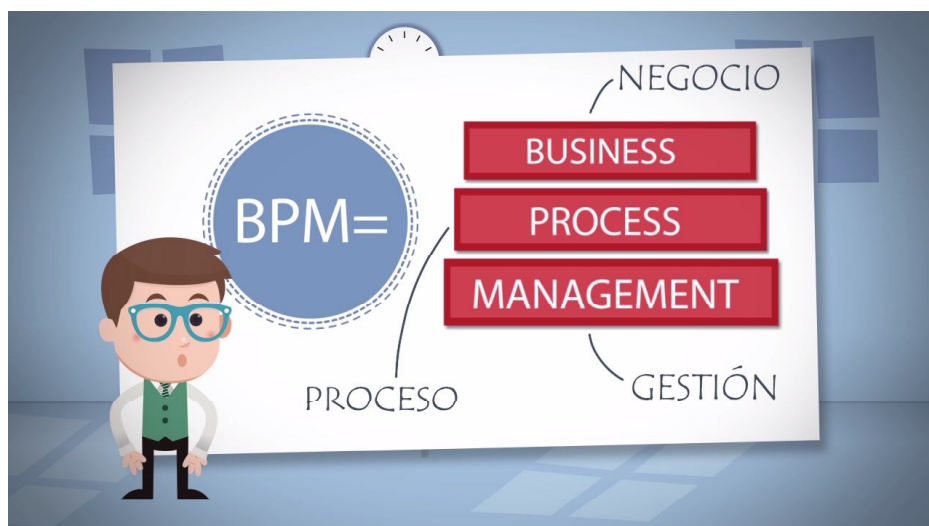 NEGOCIO
BPM=
BUSINESS
PROCESS
MANAGEMENT
PROCESO
GESTIÓN